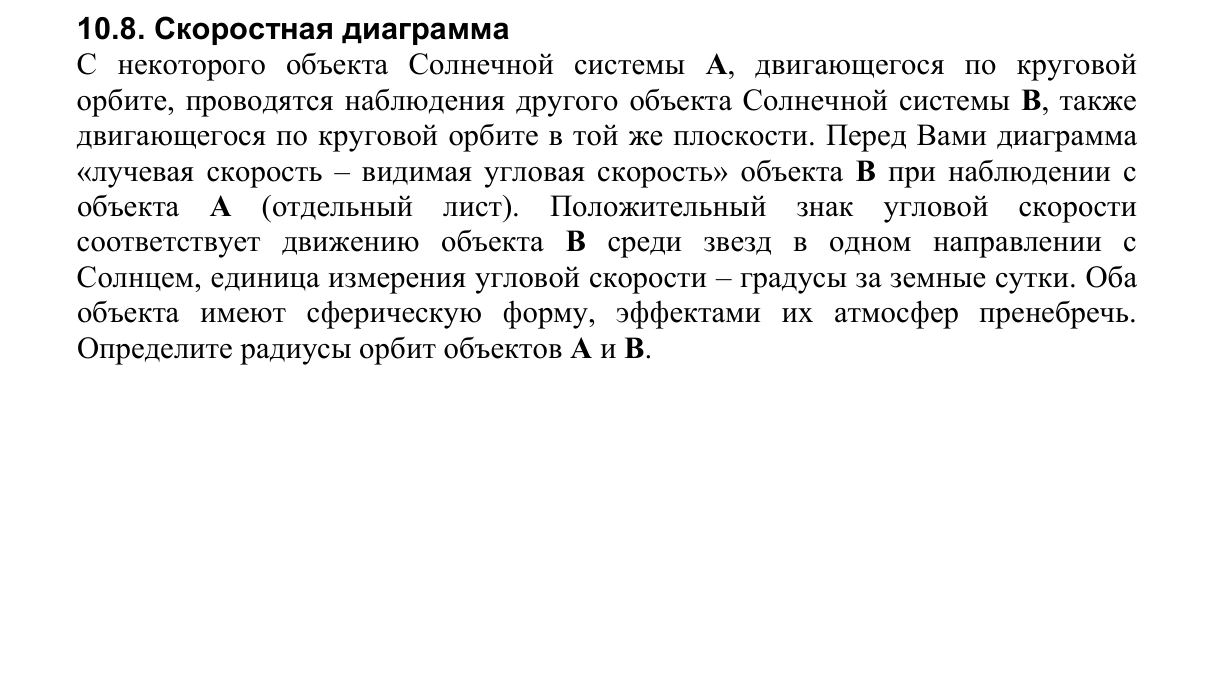 10.8. Скоростная диаграмма
С некоторого объекта Солнечной системы А, двигающегося по круговой
орбите, проводятся наблюдения другого объекта Солнечной системы В, также
двигающегося по круговой орбите в той же плоскости. Перед Вами диаграмма
«лучевая скорость – видимая угловая скорость» объекта В при наблюдении с
объекта А (отдельный лист). Положительный знак угловой скорости
соответствует движению объекта В среди звезд в одном направлении с
Солнцем, единица измерения угловой скорости – градусы за земные сутки. Оба
объекта имеют сферическую форму, эффектами их атмосфер пренебречь.
Определите радиусы орбит объектов А и В.